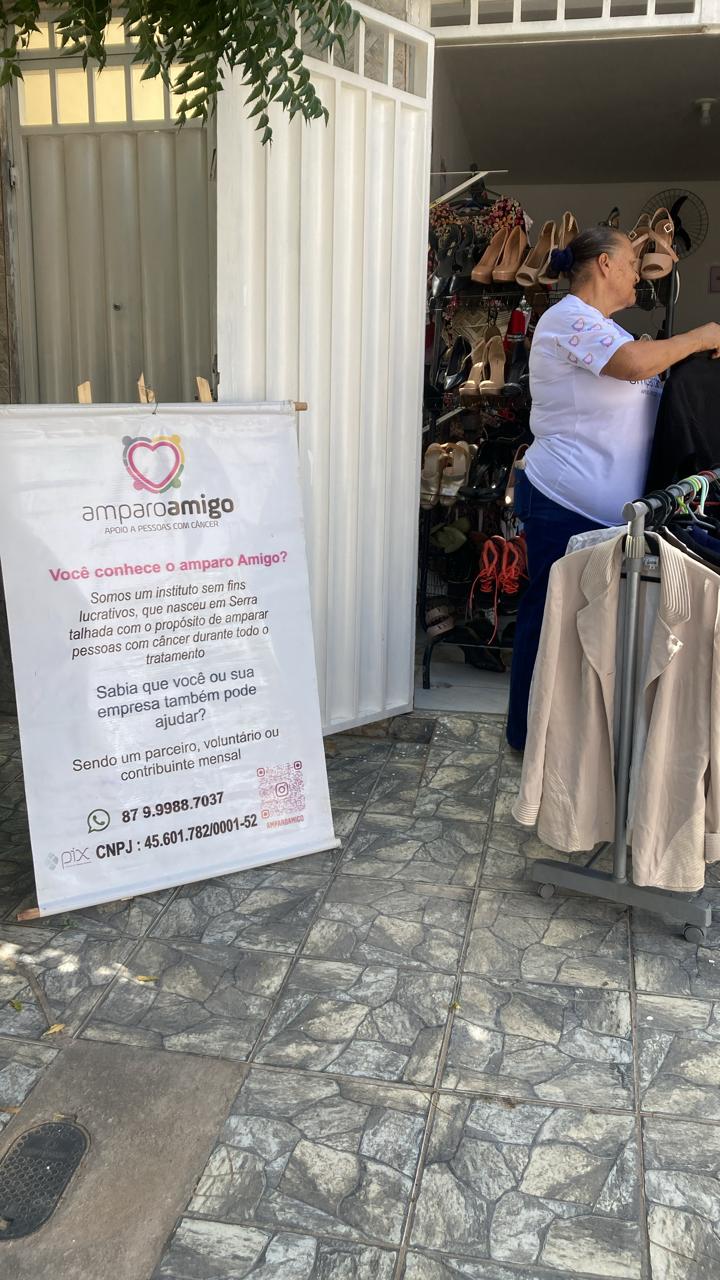 amparoamigo
APOIO A PESSOAS COM CÂNCER
Você conhece o amparo Amigo?
Somos um instituto sem fins
lucrativos, que nasceu em Serra
talhada com o propósito de amparar
pessoas com câncer durante todo o
tratamento
Sabia que você ou sua
empresa também pode
ajudar?
Sendo um parceiro, voluntário ou
contribuinte mensal
87 9.9988.7037
AMPAROAMIGO
pix CNPJ : 45.601.782/0001-52